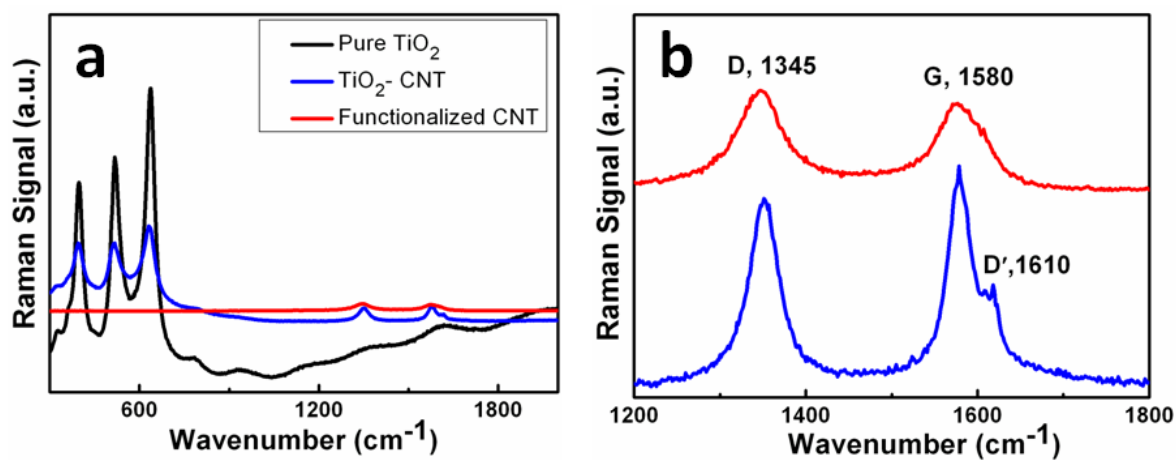 a
Pure TiO₂
TiO₂- CNT
Functionalized CNT
Raman Signal (a.u.)
600
1200
1800
Wavenumber (cm⁻¹)
b
D, 1345
G, 1580
D′,1610
Raman Signal (a.u.)
1200
1400
1600
1800
Wavenumber (cm⁻¹)